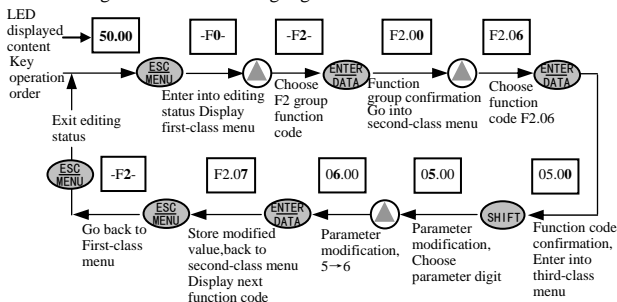 LED
displayed
content
Key
operation
order
50.00
-F0-
-F2-
F2.00
F2.06
ESC
MENU
ENTER
DATA
ENTER
DATA
Enter into editing
status Display
first-class menu
Choose
F2 group
function
code
Function
group confirmation
Go into
second-class menu
Choose
function
code F2.06
Exit editing
status
ESC
MENU
-F2-
F2.07
06.00
05.00
05.00
ESC
MENU
ENTER
DATA
SHIFT
Go back to
First-class
menu
Store modified
value,back to
second-class menu
Display next
function code
Parameter
modification,
5→6
Parameter
modification,
Choose
parameter digit
Function code
confirmation,
Enter into
third-class
menu